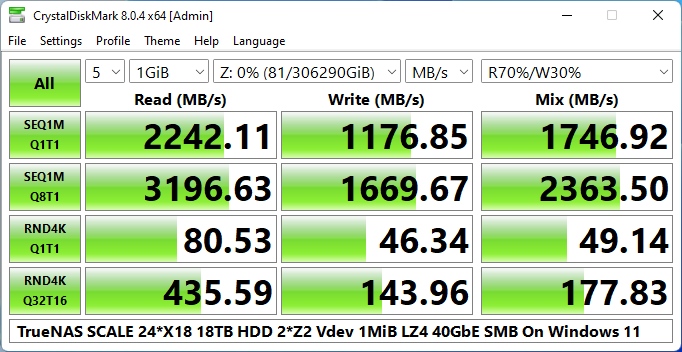 CrystalDiskMark 8.0.4 x64 [Admin]
File Settings Profile Theme Help Language
All 5 1GiB Z: 0% (81/306290GiB) MB/s R70%/W30%
Read (MB/s) Write (MB/s) Mix (MB/s)
SEQ1M
Q1T1 2242.11 1176.85 1746.92
SEQ1M
Q8T1 3196.63 1669.67 2363.50
RND4K
Q1T1 80.53 46.34 49.14
RND4K
Q32T16 435.59 143.96 177.83
TrueNAS SCALE 24*X18 18TB HDD 2*Z2 Vdev 1MiB LZ4 40GbE SMB On Windows 11